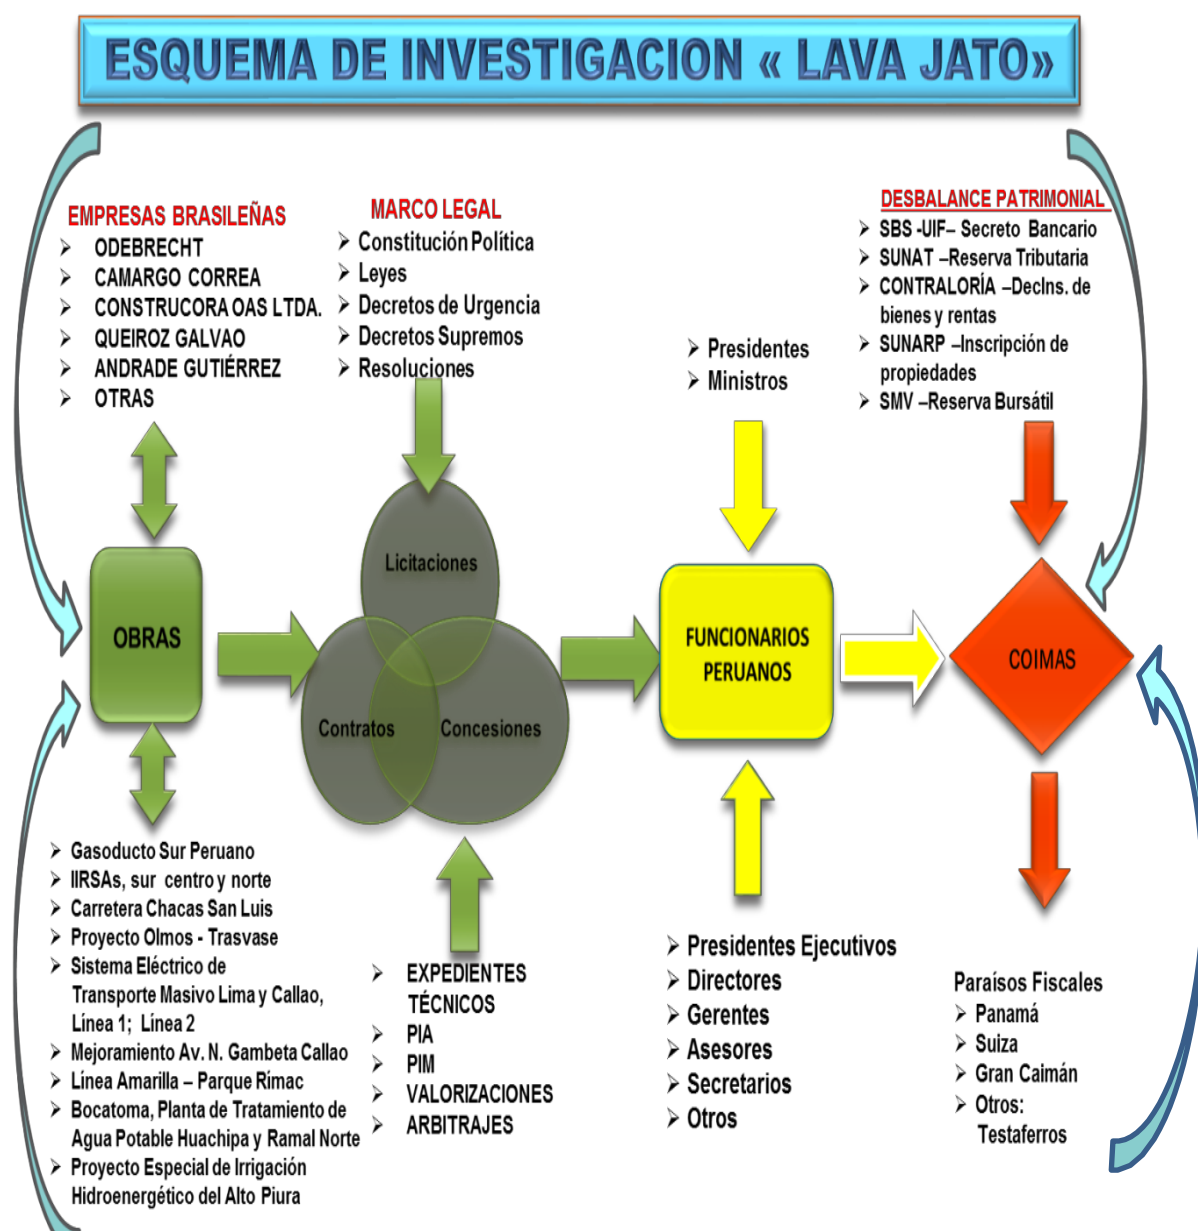 ESQUEMA DE INVESTIGACION « LAVA JATO»
EMPRESAS BRASILEÑAS
ODEBRECHT
CAMARGO CORREA
CONSTRUCORA OAS LTDA.
QUEIROZ GALVAO
ANDRADE GUTIÉRREZ
OTRAS
MARCO LEGAL
Constitución Política
Leyes
Decretos de Urgencia
Decretos Supremos
Resoluciones
Presidentes
Ministros
DESBALANCE PATRIMONIAL
SBS -UIF– Secreto Bancario
SUNAT –Reserva Tributaria
CONTRALORÍA –Declns. de
bienes y rentas
SUNARP –Inscripción de
propiedades
SMV –Reserva Bursátil
OBRAS
Licitaciones
Contratos
Concesiones
FUNCIONARIOS
PERUANOS
COIMAS
Gasoducto Sur Peruano
IIRSAs, sur centro y norte
Carretera Chacas San Luis
Proyecto Olmos - Trasvase
Sistema Eléctrico de
Transporte Masivo Lima y Callao,
Línea 1; Línea 2
Mejoramiento Av. N. Gambeta Callao
Línea Amarilla – Parque Rímac
Bocatoma, Planta de Tratamiento de
Agua Potable Huachipa y Ramal Norte
Proyecto Especial de Irrigación
Hidroenergético del Alto Piura
EXPEDIENTES
TÉCNICOS
PIA
PIM
VALORIZACIONES
ARBITRAJES
Presidentes Ejecutivos
Directores
Gerentes
Asesores
Secretarios
Otros
Paraísos Fiscales
Panamá
Suiza
Gran Caimán
Otros:
Testaferros